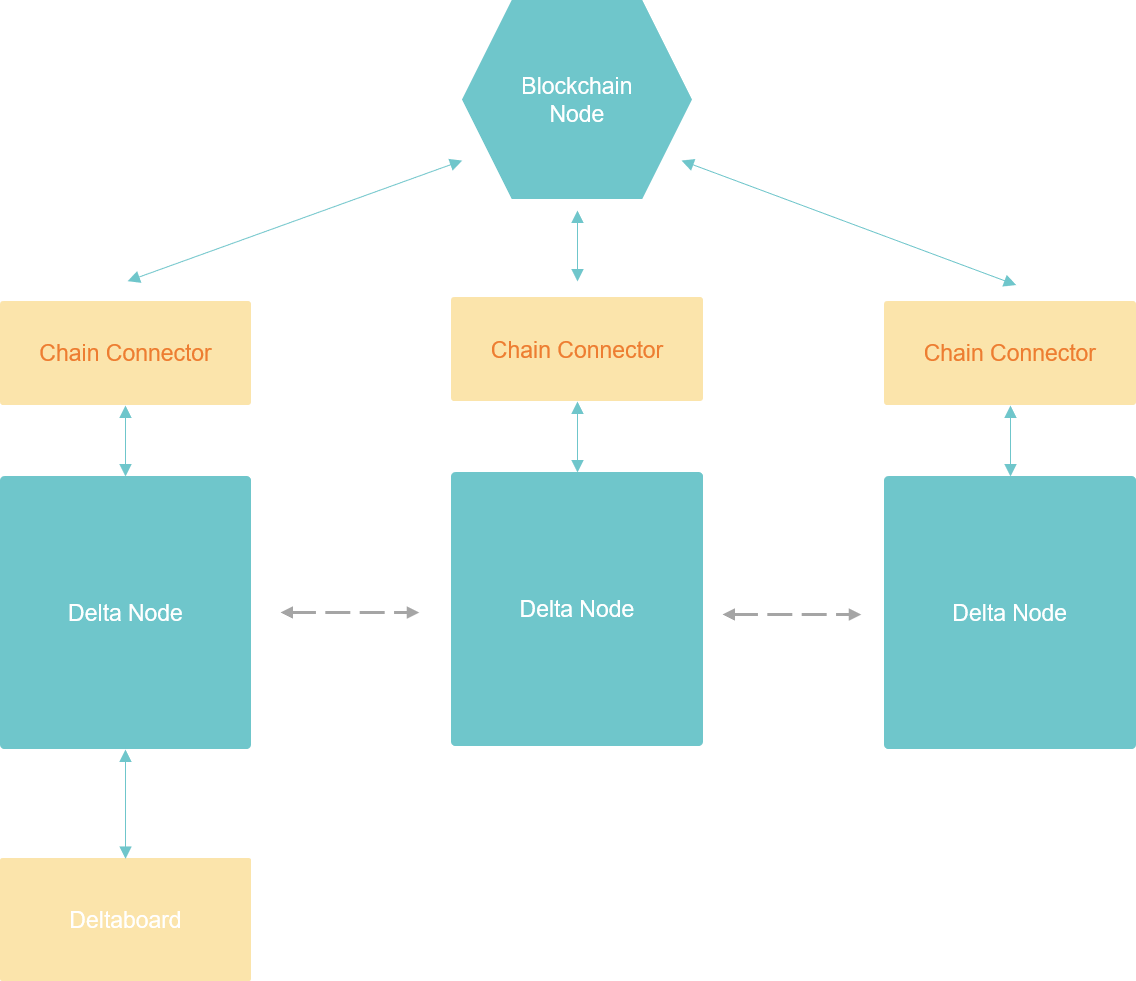 Blockchain
Node
Chain Connector
Chain Connector
Chain Connector
Delta Node
Delta Node
Delta Node
Deltaboard